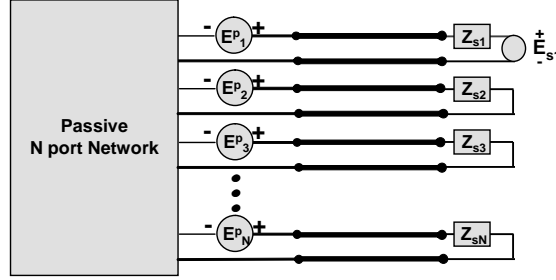 - E^p_1 + Z_s1 + E_s1 -
- E^p_2 + Z_s2
Passive
N port Network
- E^p_3 + Z_s3
- E^p_N + Z_sN